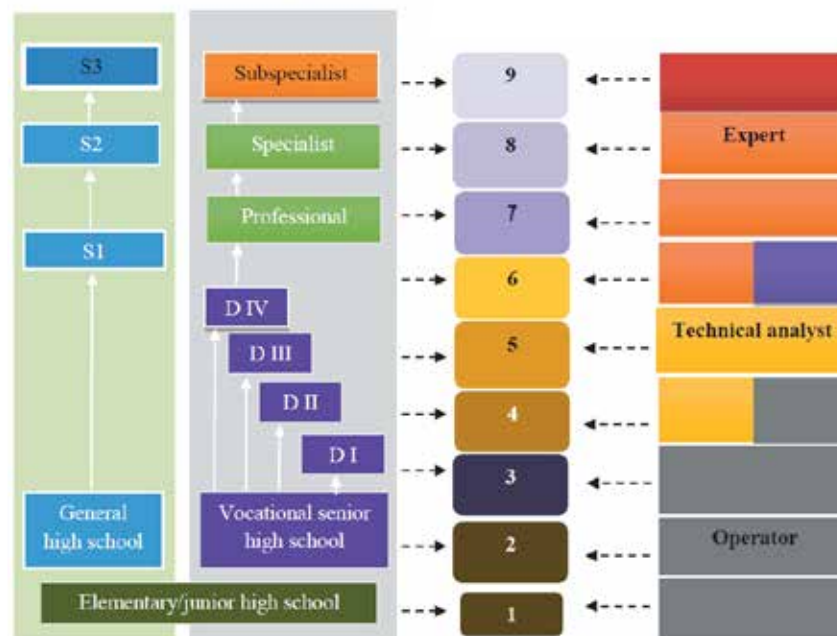 S3
Subspecialist
9
S2
Specialist
8
Expert
S1
Professional
7
D IV
6
D III
5
Technical analyst
D II
4
D I
3
General
high school
Vocational senior
high school
2
Operator
Elementary/junior high school
1